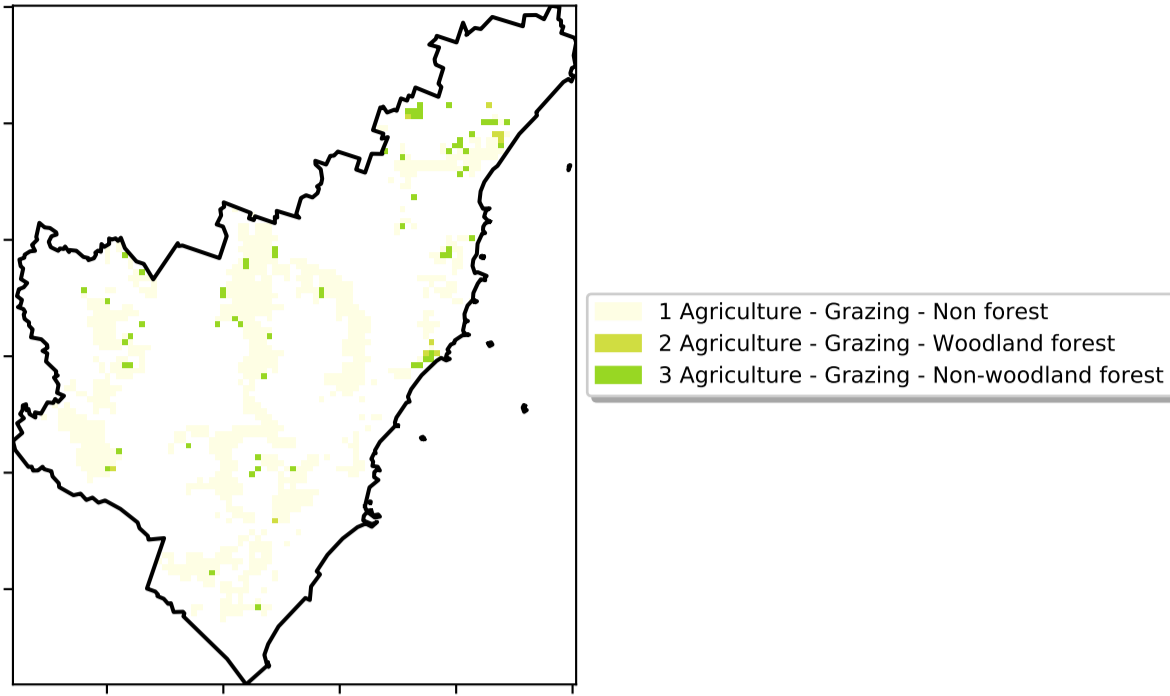 1 Agriculture - Grazing - Non forest
2 Agriculture - Grazing - Woodland forest
3 Agriculture - Grazing - Non-woodland forest